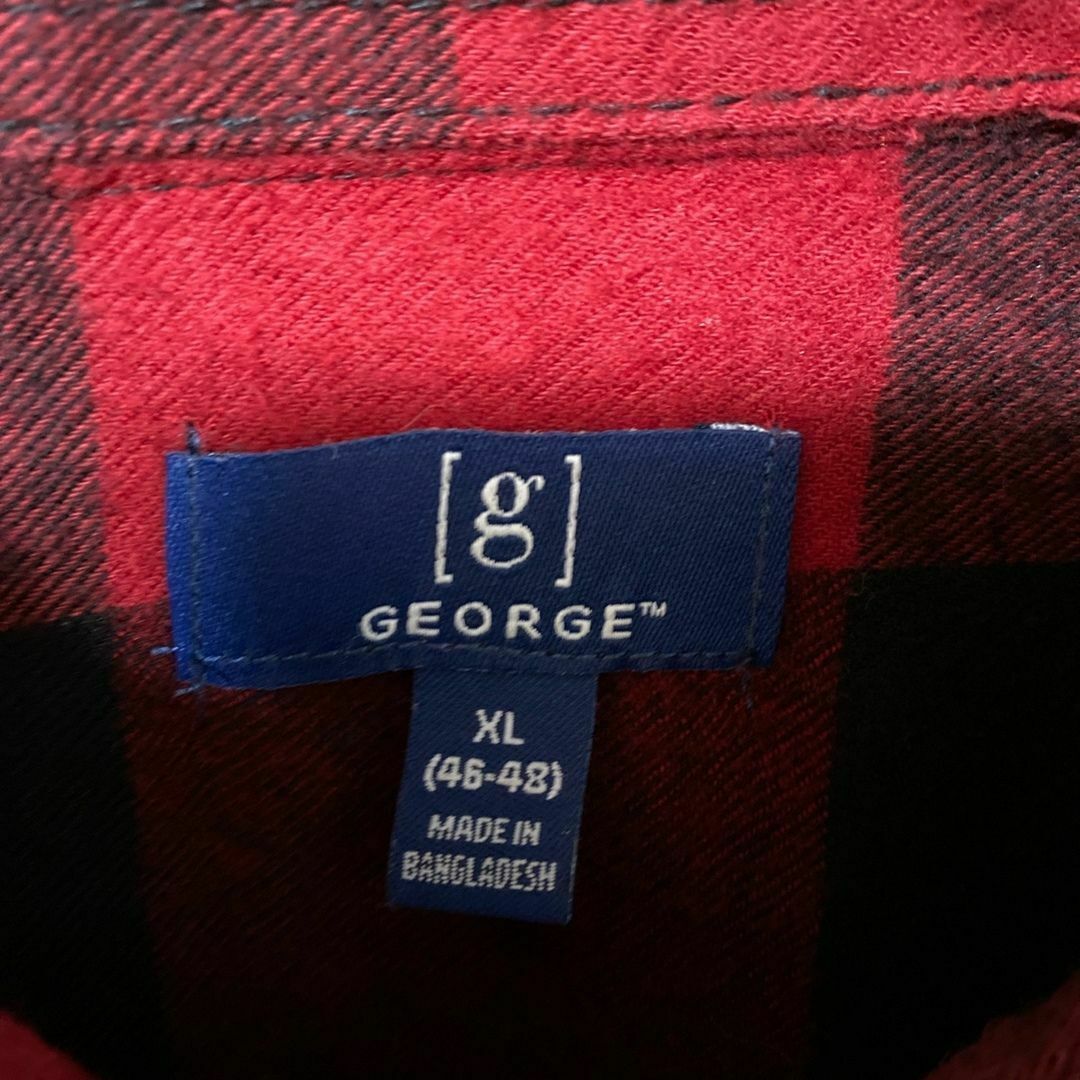 [g]
GEORGE™
XL
(46-48)
MADE IN
BANGLADESH